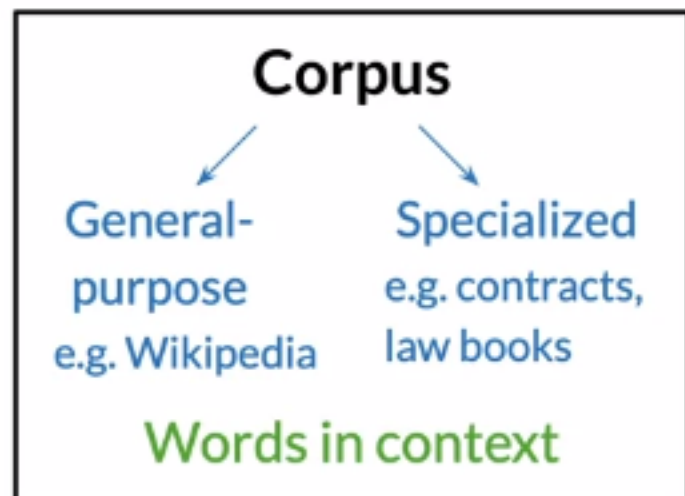 Corpus
General-
purpose
e.g. Wikipedia
Specialized
e.g. contracts,
law books
Words in context